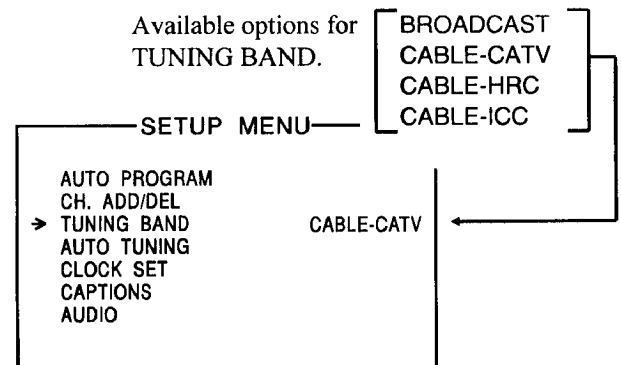 Available options for
TUNING BAND.
BROADCAST
CABLE-CATV
CABLE-HRC
CABLE-ICC
SETUP MENU
AUTO PROGRAM
CH. ADD/DEL
→ TUNING BAND CABLE-CATV
AUTO TUNING
CLOCK SET
CAPTIONS
AUDIO